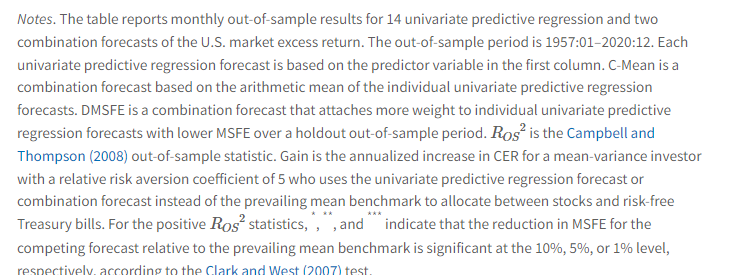 Notes. The table reports monthly out-of-sample results for 14 univariate predictive regression and two
combination forecasts of the U.S. market excess return. The out-of-sample period is 1957:01–2020:12. Each
univariate predictive regression forecast is based on the predictor variable in the first column. C-Mean is a
combination forecast based on the arithmetic mean of the individual univariate predictive regression
forecasts. DMSFE is a combination forecast that attaches more weight to individual univariate predictive
regression forecasts with lower MSFE over a holdout out-of-sample period. R_OS² is the Campbell and
Thompson (2008) out-of-sample statistic. Gain is the annualized increase in CER for a mean-variance investor
with a relative risk aversion coefficient of 5 who uses the univariate predictive regression forecast or
combination forecast instead of the prevailing mean benchmark to allocate between stocks and risk-free
Treasury bills. For the positive R_OS² statistics, *, **, and *** indicate that the reduction in MSFE for the
competing forecast relative to the prevailing mean benchmark is significant at the 10%, 5%, or 1% level,
respectively, according to the Clark and West (2007) test.